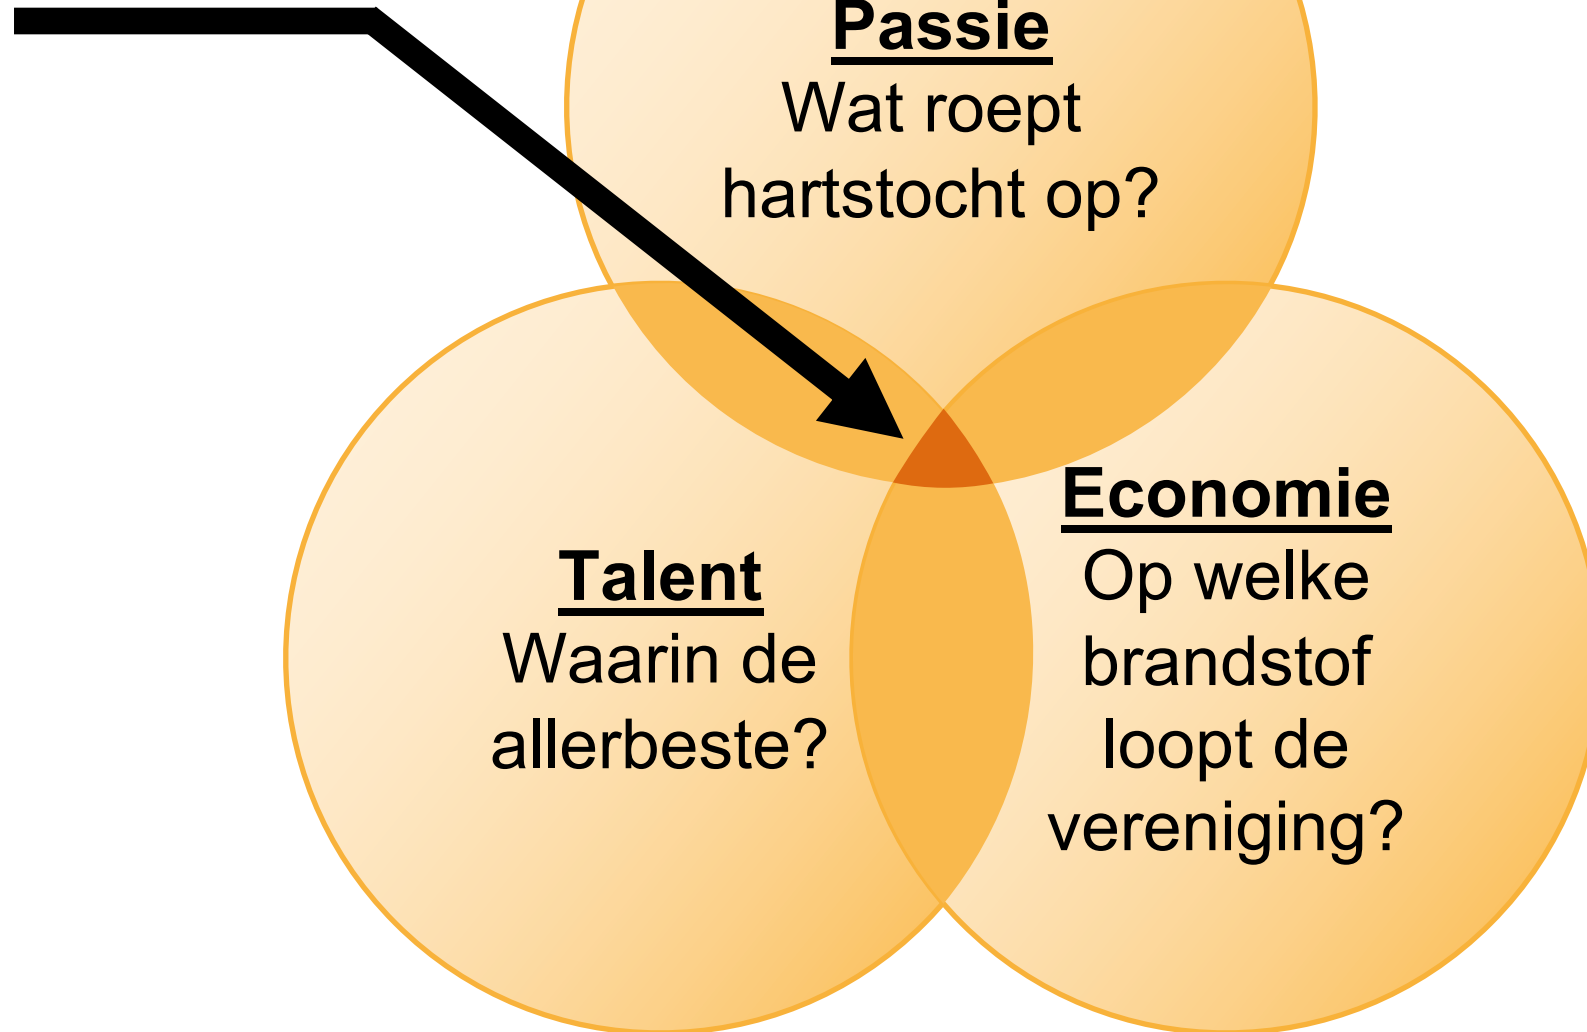 Passie
Wat roept
hartstocht op?
Talent
Waarin de
allerbeste?
Economie
Op welke
brandstof
loopt de
vereniging?